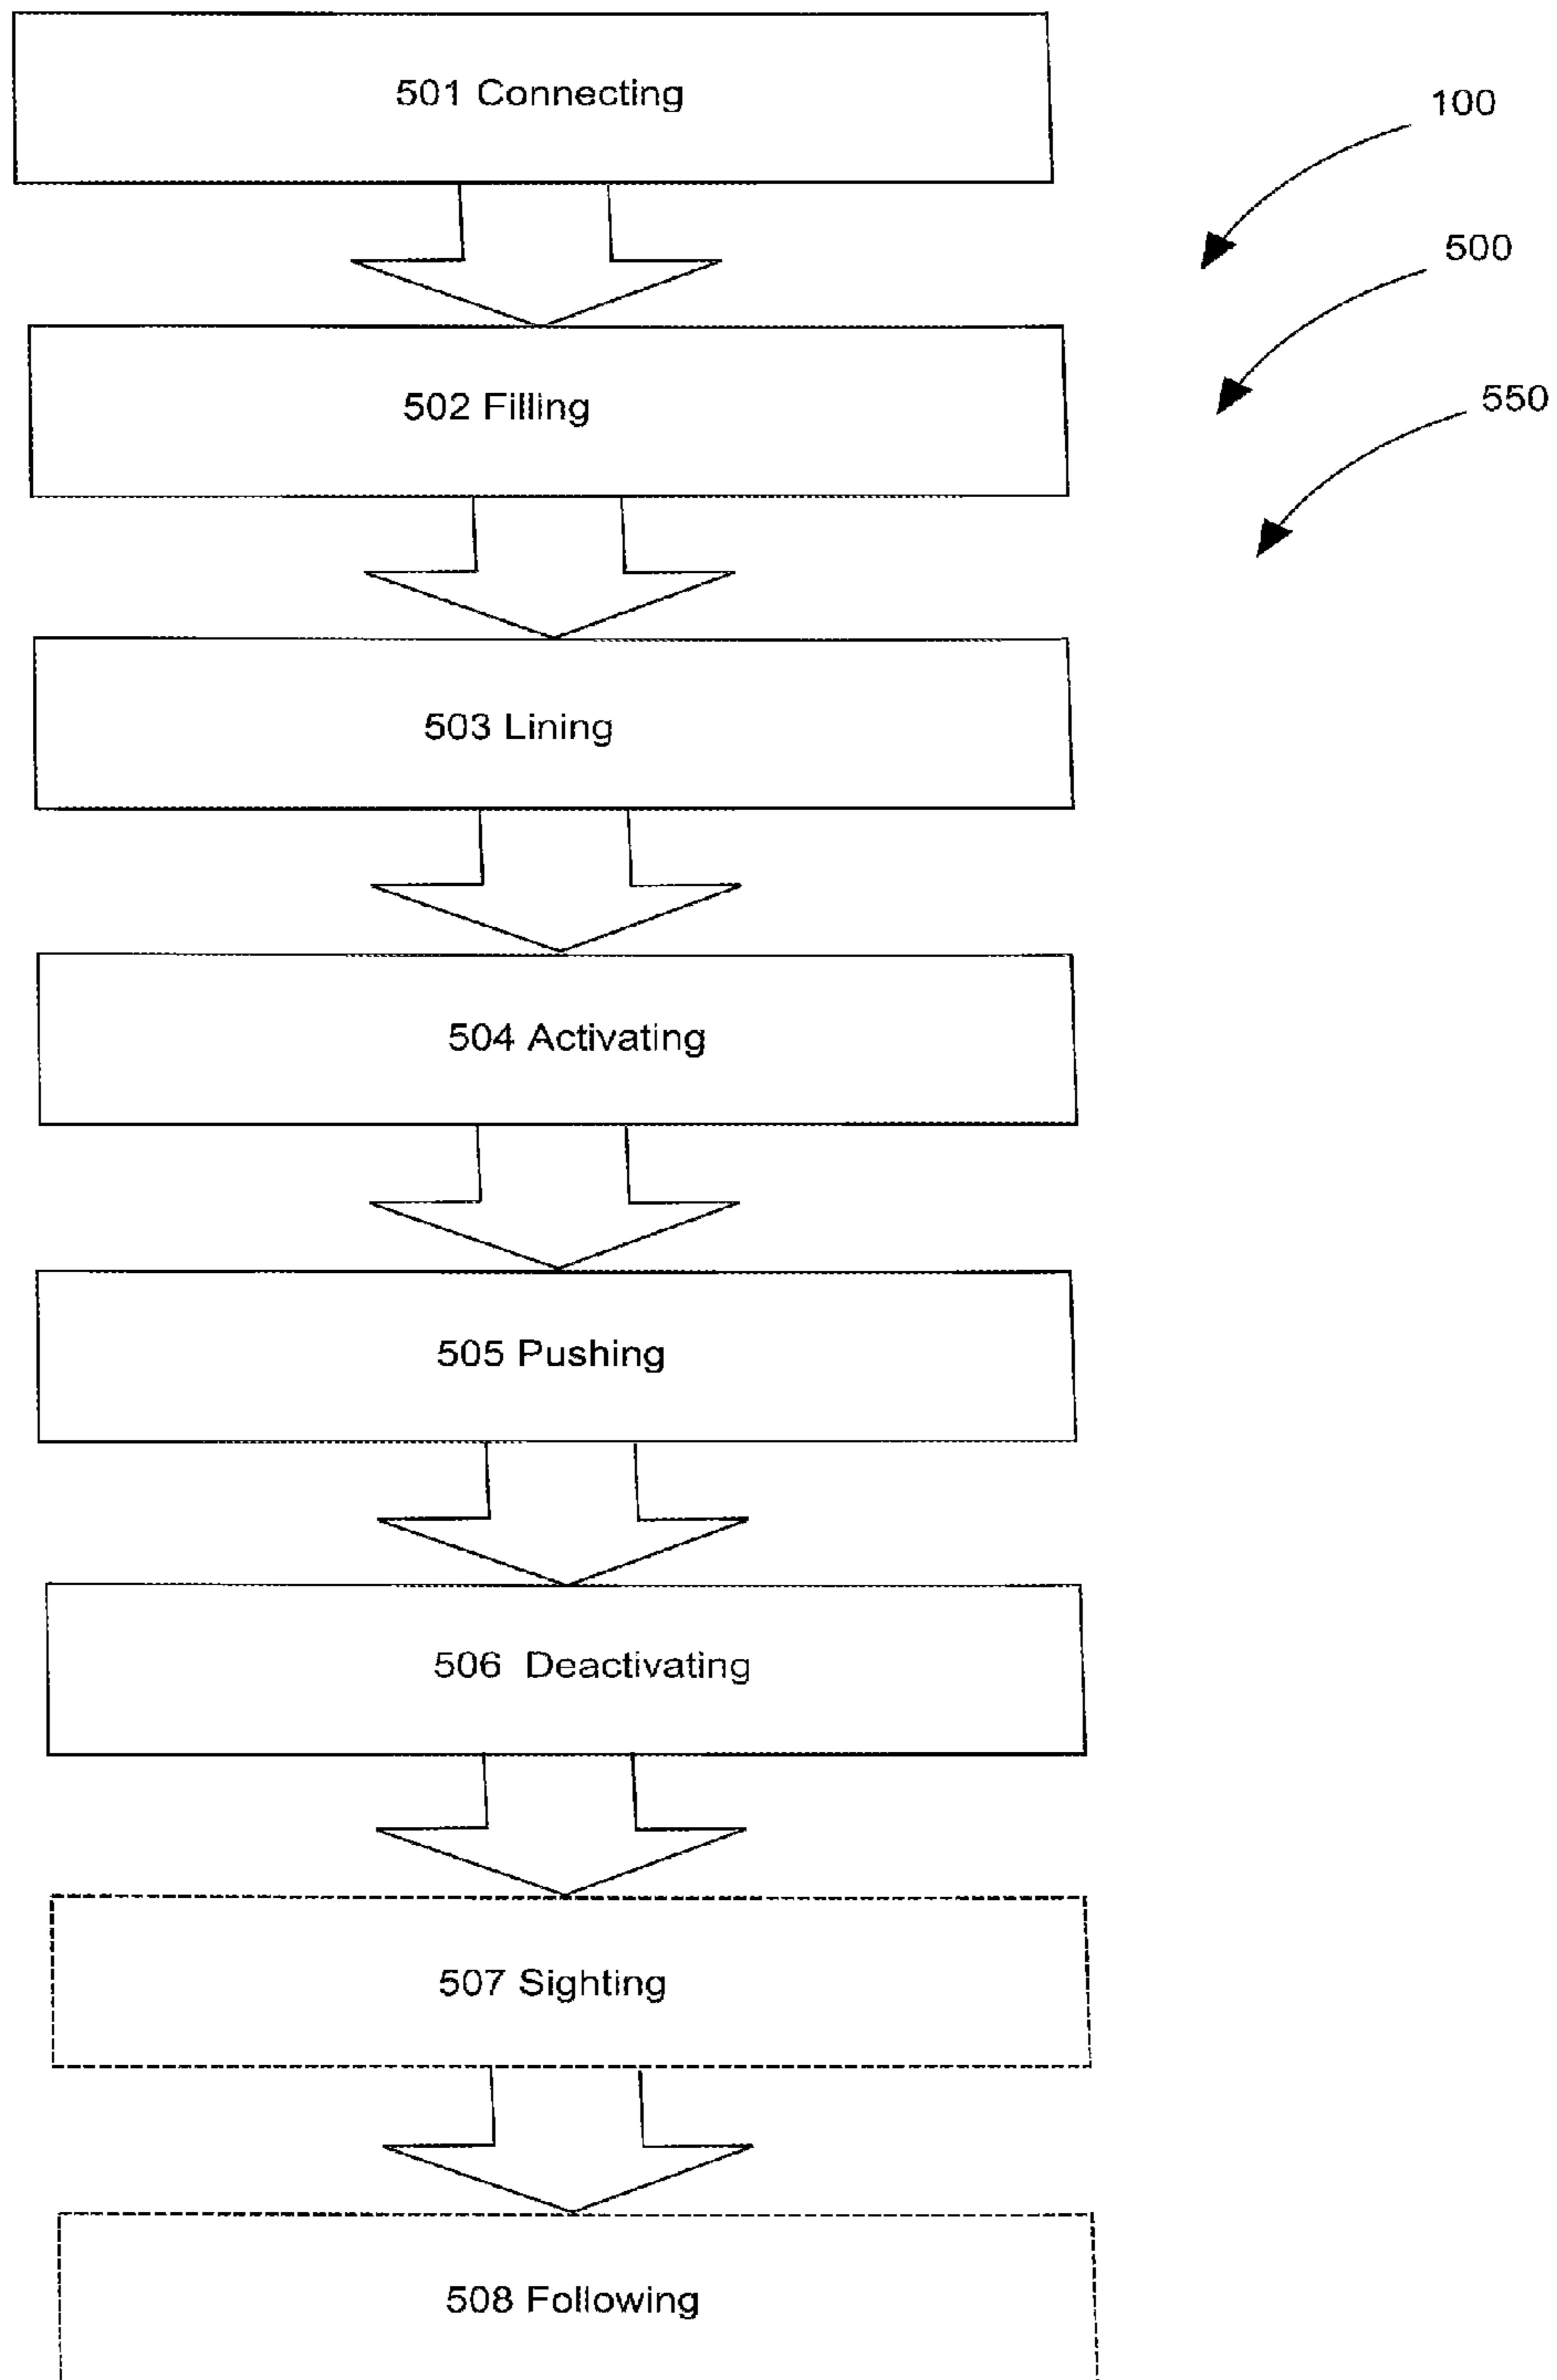 501 Connecting
100
500
550
502 Filling
503 Lining
504 Activating
505 Pushing
506 Deactivating
507 Sighting
508 Following